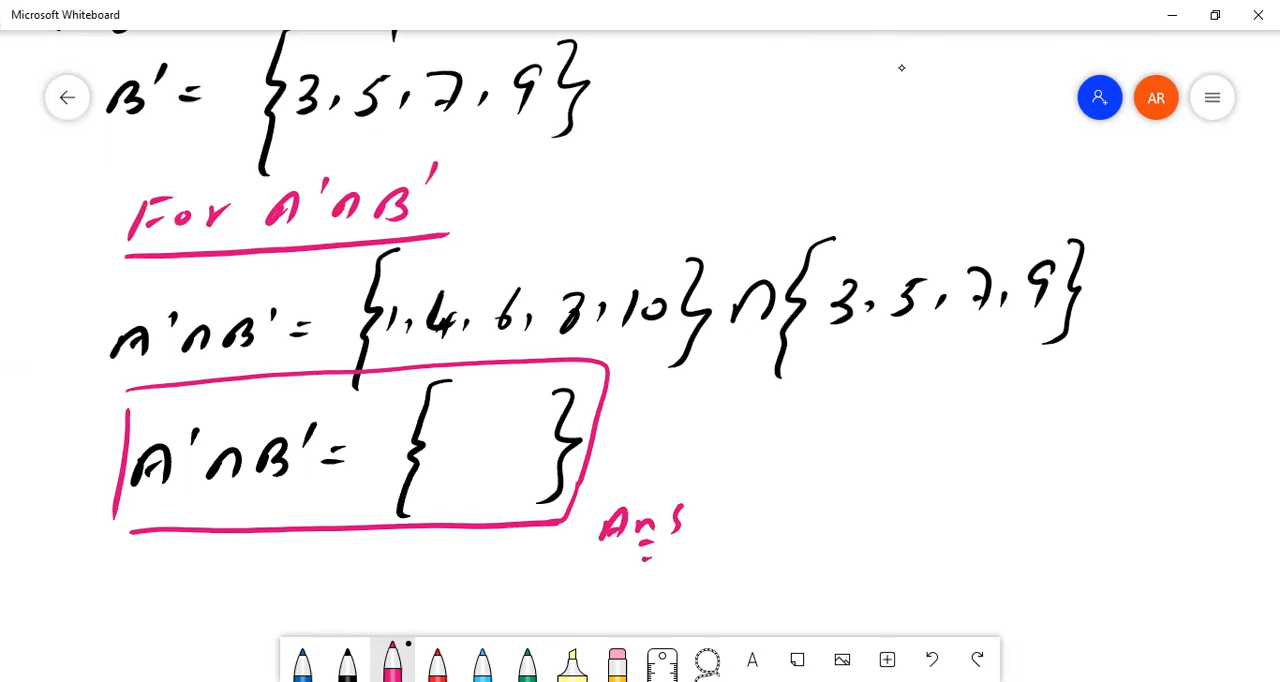 Microsoft Whiteboard
B' = {3, 5, 7, 9}
AR
For A'∩B'
A'∩B' = {1, 4, 6, 8, 10} ∩ {3, 5, 7, 9}
A'∩B' = { }
Ans
A